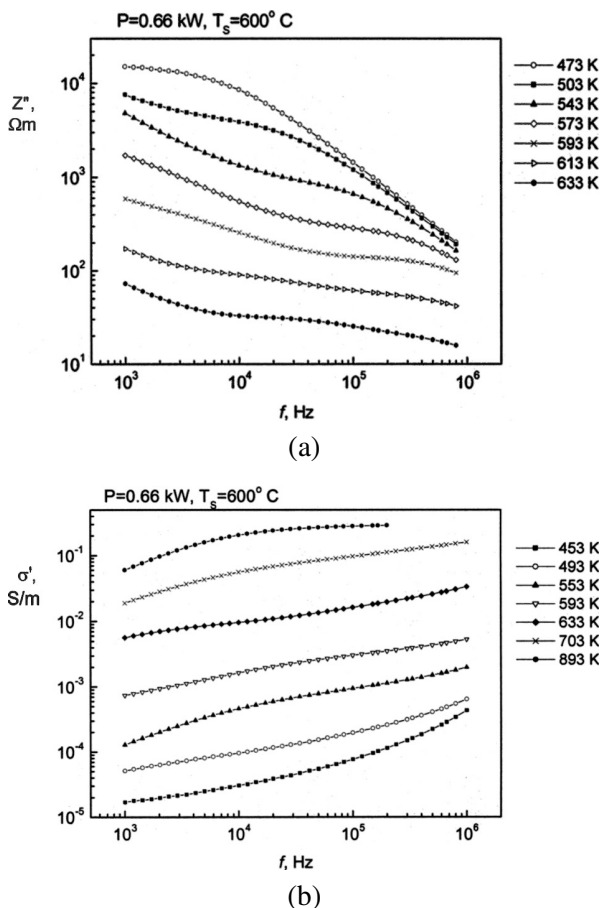 P=0.66 kW, Tₛ=600° C
Z",
Ωm
10⁴
10³
10²
10¹
10³
10⁴
10⁵
10⁶
f, Hz
473 K
503 K
543 K
573 K
593 K
613 K
633 K
(a)
P=0.66 kW, Tₛ=600° C
σ',
S/m
10⁻¹
10⁻²
10⁻³
10⁻⁴
10⁻⁵
10³
10⁴
10⁵
10⁶
f, Hz
453 K
493 K
553 K
593 K
633 K
703 K
893 K
(b)